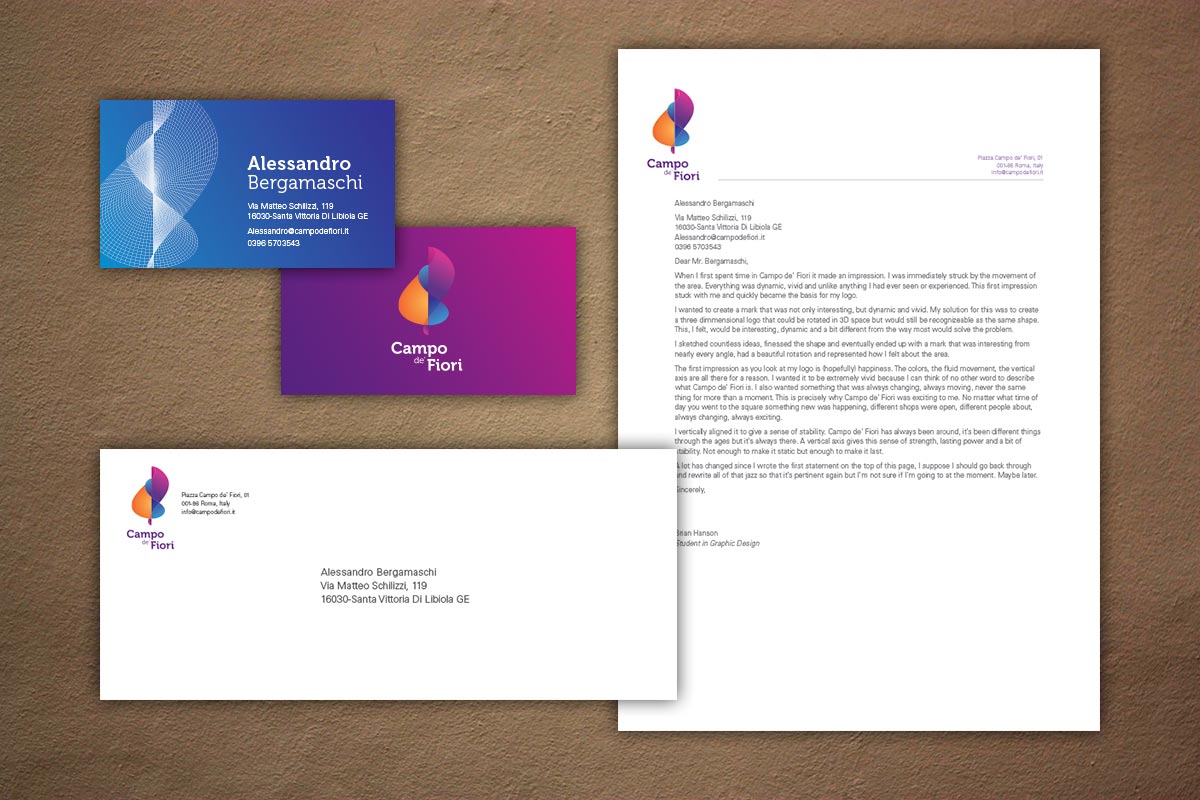 Alessandro
Bergamaschi
Via Matteo Schilizzi, 119
16030-Santa Vittoria Di Libiola GE
Alessandro@campodefiori.it
0396 5703543
Campo
de'
Fiori
Campo
de'
Fiori
Piazza Campo de' Fiori, 01
001-86 Roma, Italy
info@campodefiori.it
Alessandro Bergamaschi
Via Matteo Schilizzi, 119
16030-Santa Vittoria Di Libiola GE
Campo
de'
Fiori
Piazza Campo de' Fiori, 01
001-86 Roma, Italy
info@campodefiori.it
Alessandro Bergamaschi
Via Matteo Schilizzi, 119
16030-Santa Vittoria Di Libiola GE
Alessandro@campodefiori.it
0396 5703543
Dear Mr. Bergamaschi,
When I first spent time in Campo de' Fiori it made an impression. I was immediately struck by the movement of
the area. Everything was dynamic, vivid and unlike anything I had ever seen or experienced. This first impression
stuck with me and quickly became the basis for my logo.
I wanted to create a mark that was not only interesting, but dynamic and vivid. My solution for this was to create
a three dimmensional logo that could be rotated in 3D space but would still be recognizeable as the same shape.
This, I felt, would be interesting, dynamic and a bit different from the way most would solve the problem.
I sketched countless ideas, finessed the shape and eventually ended up with a mark that was interesting from
nearly every angle, had a beautiful rotation and represented how I felt about the area.
The first impression as you look at my logo is (hopefully) happiness. The colors, the fluid movement, the vertical
axis are all there for a reason. I wanted it to be extremely vivid because I can think of no other word to describe
what Campo de' Fiori is. I also wanted something that was always changing, always moving, never the same
thing for more than a moment. This is precisely why Campo de' Fiori was exciting to me. No matter what time of
day you went to the square something new was happening, different shops were open, different people about,
always changing, always exciting.
I vertically aligned it to give a sense of stability. Campo de' Fiori has always been around, it's been different things
through the ages but it's always there. A vertical axis gives this sense of strength, lasting power and a bit of
stability. Not enough to make it static but enough to make it last.
A lot has changed since I wrote the first statement on the top of this page, I suppose I should go back through
and rewrite all of that jazz so that it's pertinent again but I'm not sure if I'm going to at the moment. Maybe later.
Sincerely,
Brian Hanson
Student in Graphic Design